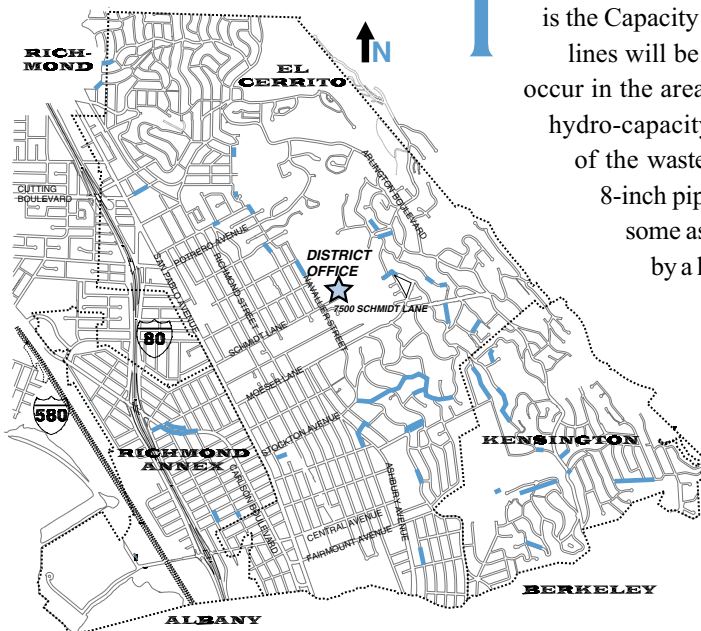 is the Capacity
lines will be
occur in the area
hydro-capacity
of the waste
8-inch pip
some as
by a l
N
RICH-
MOND
EL
CERRITO
ARLINGTON BOULEVARD
CUTTING
BOULEVARD
POTRERO AVENUE
SAN PABLO AVENUE
RICHMOND STREET
DISTRICT
OFFICE
7500 SCHMIDT LANE
NAVALLIER STREET
SCHMIDT LANE
80
MOESER LANE
580
STOCKTON AVENUE
KENSINGTON
RICHMOND
ANNEX
CARLSON BOULEVARD
ASHBURY AVENUE
CENTRAL AVENUE
FAIRMOUNT AVENUE
BERKELEY
ALBANY